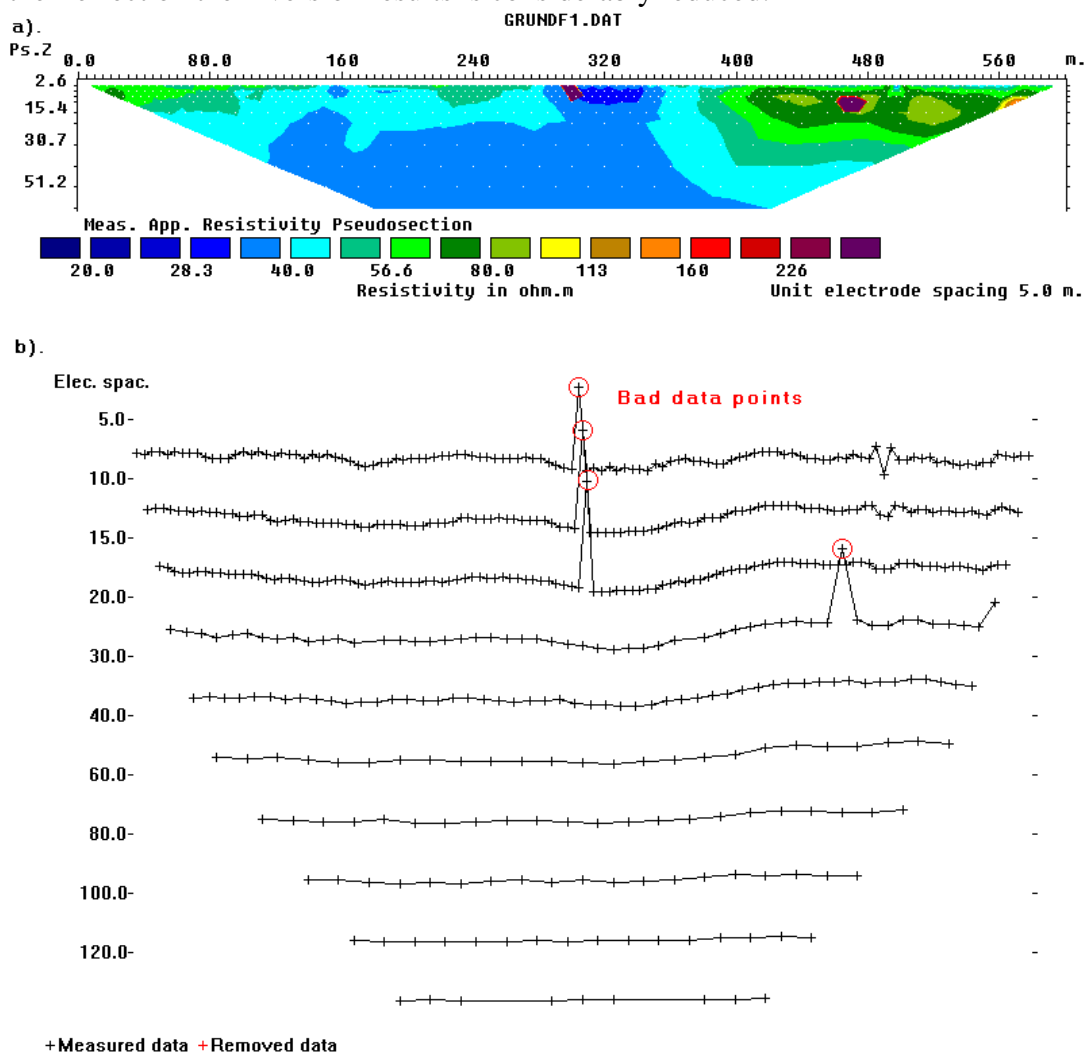 GRUNDF1.DAT
a).
Ps.Z 0.0 80.0 160 240 320 400 480 560 m.
2.6
15.4
30.7
51.2
Meas. App. Resistivity Pseudosection
20.0 28.3 40.0 56.6 80.0 113 160 226
Resistivity in ohm.m Unit electrode spacing 5.0 m.
b).
Elec. spac.
Bad data points
5.0-
10.0-
15.0-
20.0-
30.0-
40.0-
60.0-
80.0-
100.0-
120.0-
+Measured data +Removed data